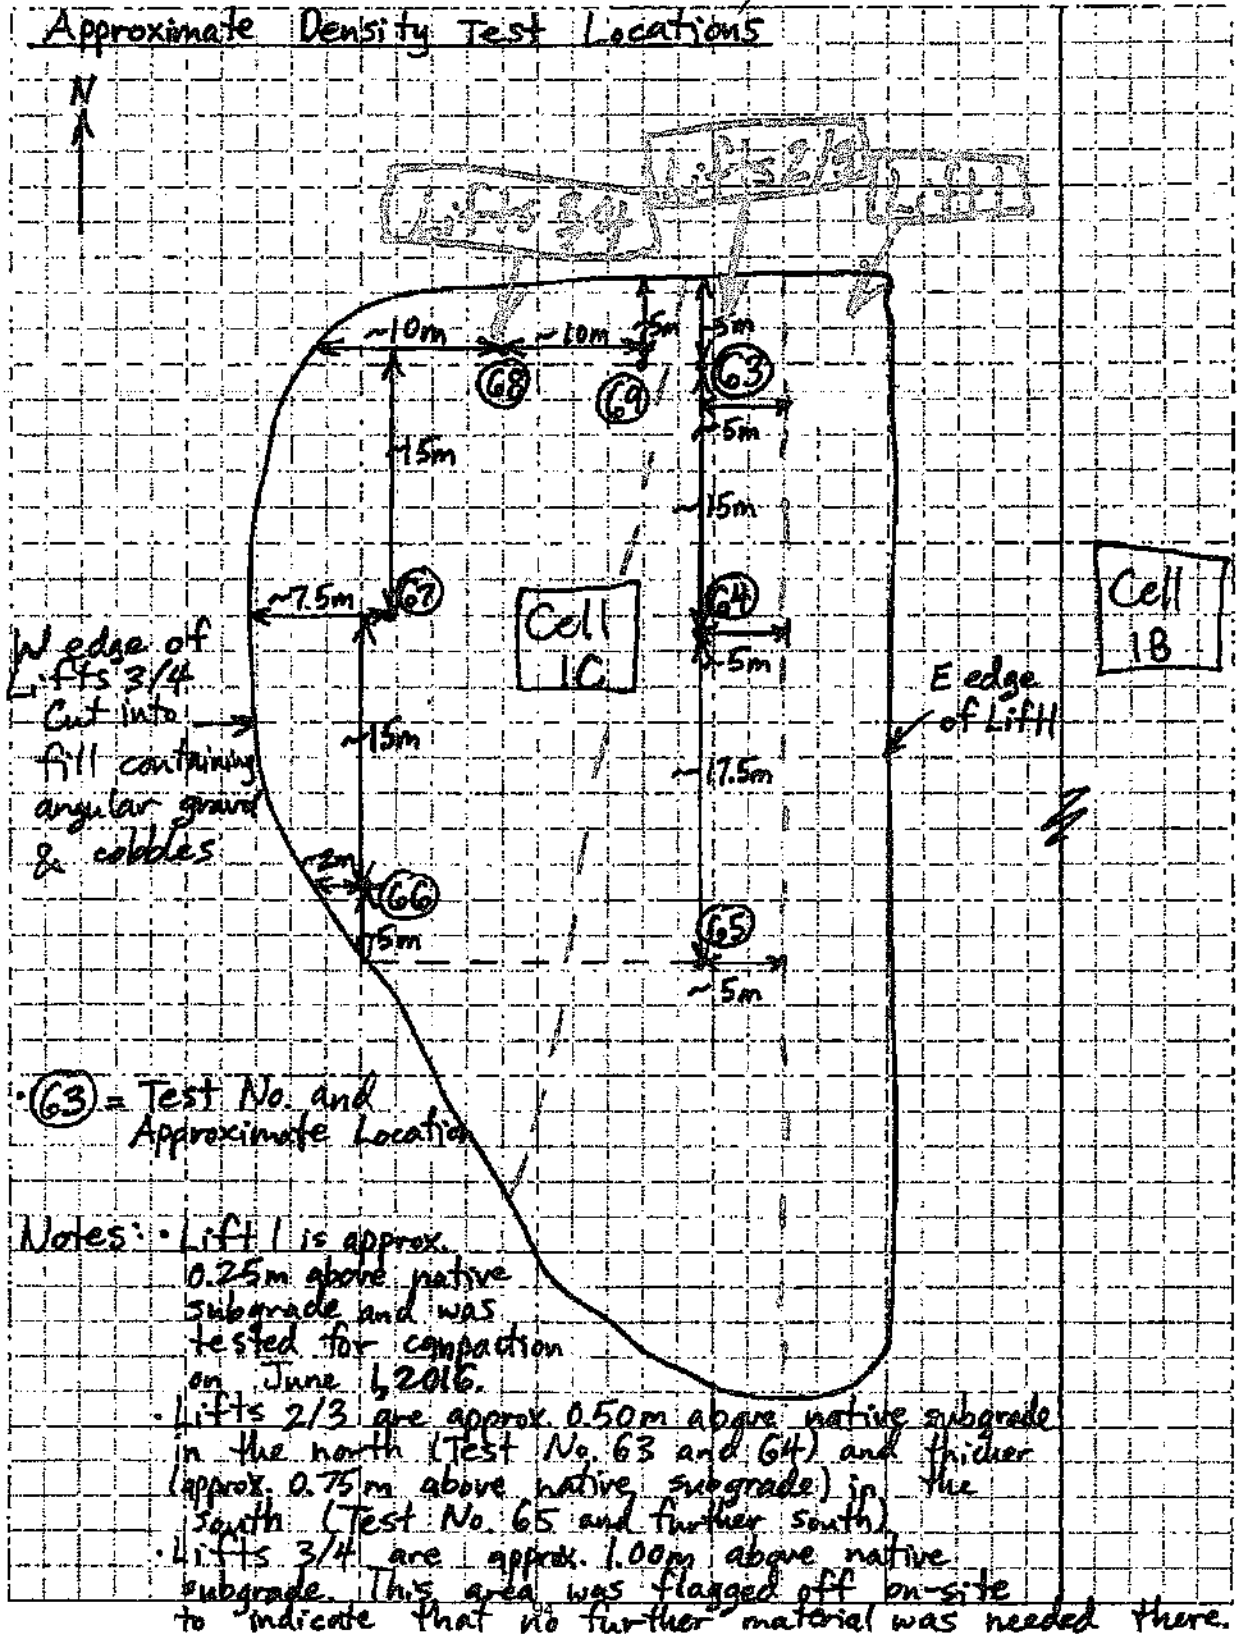 Approximate Density Test Locations
N
Lifts 2/3
Lifts 3/4
Lift 1
~10m
~10m
~5m
~5m
68
69
63
~5m
~15m
~15m
~7.5m
67
64
~5m
Cell
1C
Cell
1B
W edge of
Lifts 3/4
Cut into
fill containing
angular gravel
& cobbles
E edge
of Lift 1
~15m
~17.5m
~2m
66
~5m
65
~5m
· 63 = Test No. and
Approximate Location
Notes: · Lift 1 is approx.
0.25m above native
subgrade and was
tested for compaction
on June 1, 2016.
· Lifts 2/3 are approx. 0.50m above native subgrade
in the north (Test No. 63 and 64) and thicker
(approx. 0.75m above native subgrade) in the
south (Test No. 65 and further south).
· Lifts 3/4 are approx. 1.00m above native
subgrade. This area was flagged off on-site
to indicate that no further material was needed there.